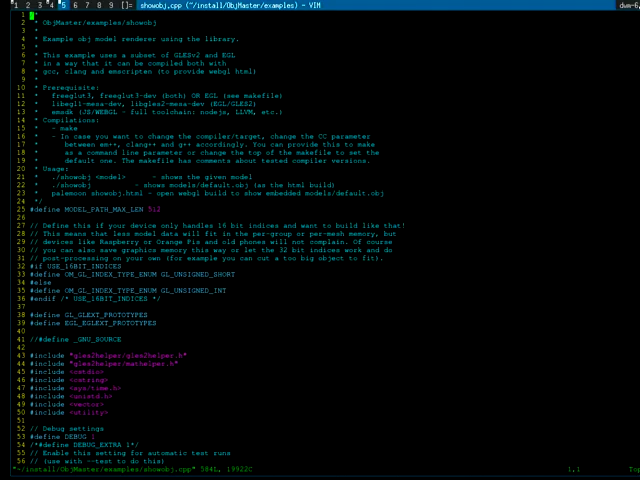 1 2 3 4 5 6 7 8 9 []= showobj.cpp (~/install/ObjMaster/examples) - VIM dwm-6.
1 /*
2  * ObjMaster/examples/showobj
3  *
4  * Example obj model renderer using the library.
5  *
6  * This example uses a subset of GLESv2 and EGL
7  * in a way that it can be compiled both with
8  * gcc, clang and emscripten (to provide webgl html)
9  *
10  * Prerequisite:
11  *    freeglut3, freeglut3-dev (both) OR EGL (see makefile)
12  *    libegl1-mesa-dev, libgles2-mesa-dev (EGL/GLES2)
13  *    emsdk (JS/WEBGL - full toolchain: nodejs, LLVM, etc.)
14  * Compilations:
15  *    - make
16  *    - In case you want to change the compiler/target, change the CC parameter
17  *      between em++, clang++ and g++ accordingly. You can provide this to make
18  *      as a command line parameter or change the top of the makefile to set the
19  *      default one. The makefile has comments about tested compiler versions.
20  * Usage:
21  *    ./showobj <model> - shows the given model
22  *    ./showobj - shows models/default.obj (as the html build)
23  *    palemoon showobj.html - open webgl build to show embedded models/default.obj
24  */
25 #define MODEL_PATH_MAX_LEN 512
26
27 // Define this if your device only handles 16 bit indices and want to build like that!
28 // This means that less model data will fit in the per-group or per-mesh memory, but
29 // devices like Raspberry or Orange Pis and old phones will not complain. Of course
30 // you can also save graphics memory this way or let the 32 bit indices work and do
31 // post-processing on your own (for example you can cut a too big object to fit).
32 #if USE_16BIT_INDICES
33 #define OM_GL_INDEX_TYPE_ENUM GL_UNSIGNED_SHORT
34 #else
35 #define OM_GL_INDEX_TYPE_ENUM GL_UNSIGNED_INT
36 #endif /* USE_16BIT_INDICES */
37
38 #define GL_GLEXT_PROTOTYPES
39 #define EGL_EGLEXT_PROTOTYPES
40
41 //#define _GNU_SOURCE
42
43 #include "gles2helper/gles2helper.h"
44 #include "gles2helper/mathelper.h"
45 #include <cstdio>
46 #include <cstring>
47 #include <sys/time.h>
48 #include <unistd.h>
49 #include <vector>
50 #include <utility>
51
52 // Debug settings
53 #define DEBUG 1
54 /*#define DEBUG_EXTRA 1*/
55 // Enable this setting for automatic test runs
56 // (use with --test to do this)
"~/install/ObjMaster/examples/showobj.cpp" 584L, 19922C 1,1 Top